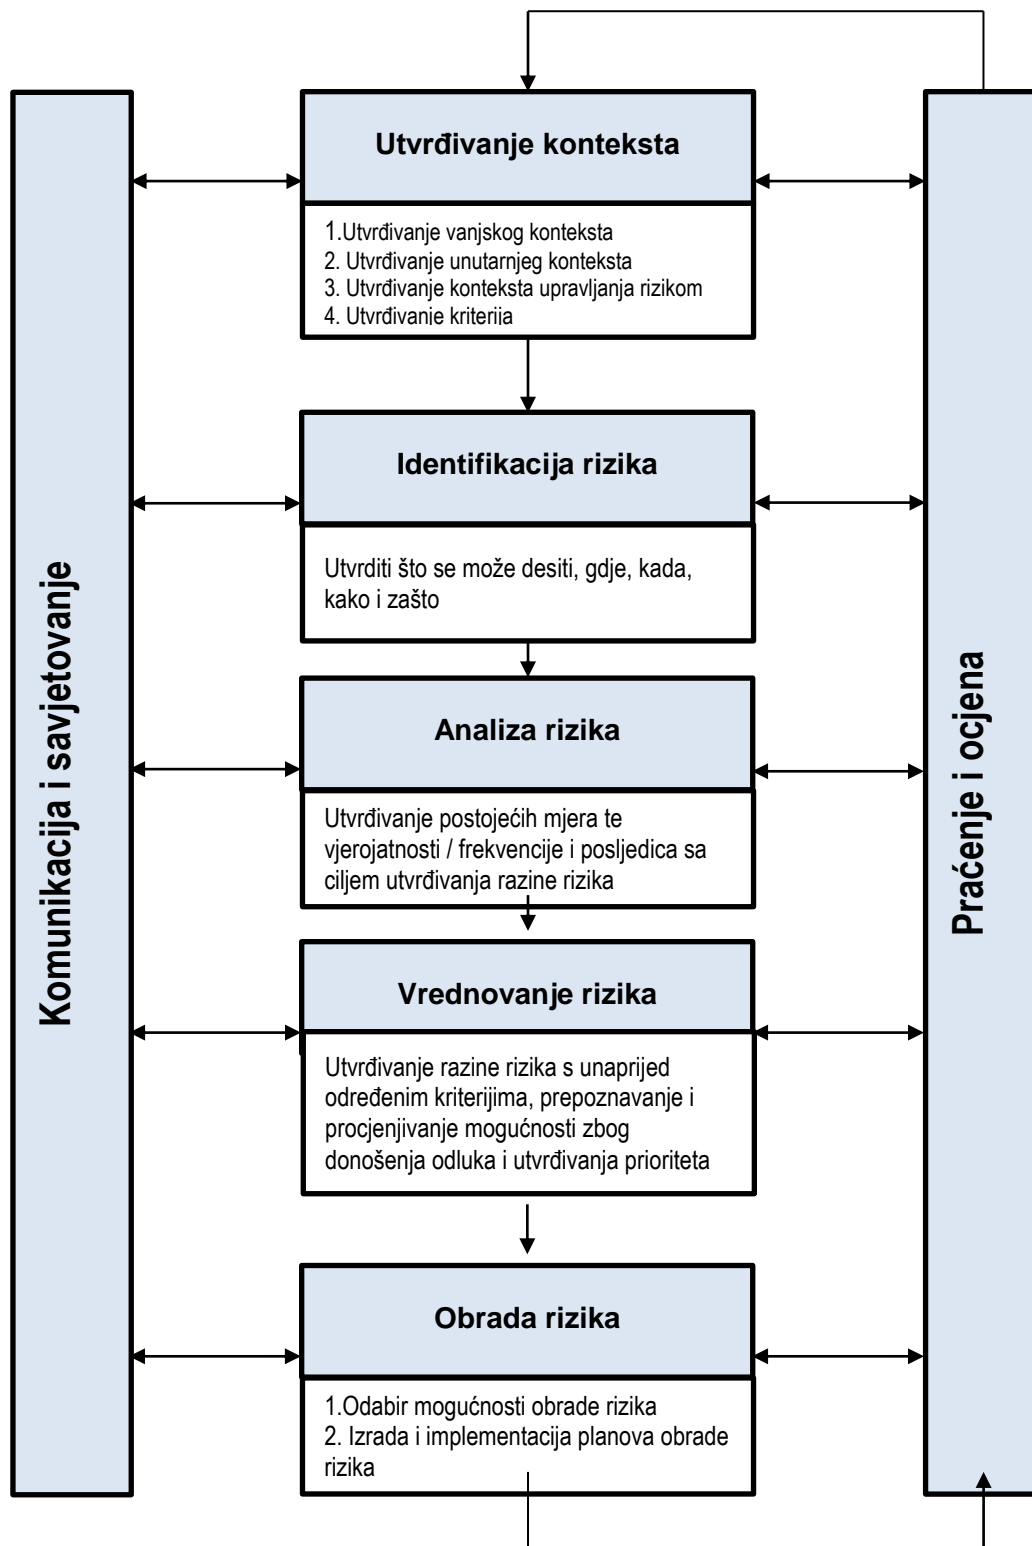 Utvrđivanje konteksta
1.Utvrđivanje vanjskog konteksta
2. Utvrđivanje unutarnjeg konteksta
3. Utvrđivanje konteksta upravljanja rizikom
4. Utvrđivanje kriterija
Identifikacija rizika
Utvrditi što se može desiti, gdje, kada,
kako i zašto
Analiza rizika
Utvrđivanje postojećih mjera te
vjerojatnosti / frekvencije i posljedica sa
ciljem utvrđivanja razine rizika
Vrednovanje rizika
Utvrđivanje razine rizika s unaprijed
određenim kriterijima, prepoznavanje i
procjenjivanje mogućnosti zbog
donošenja odluka i utvrđivanja prioriteta
Obrada rizika
1.Odabir mogućnosti obrade rizika
2. Izrada i implementacija planova obrade
rizika
Komunikacija i savjetovanje
Praćenje i ocjena